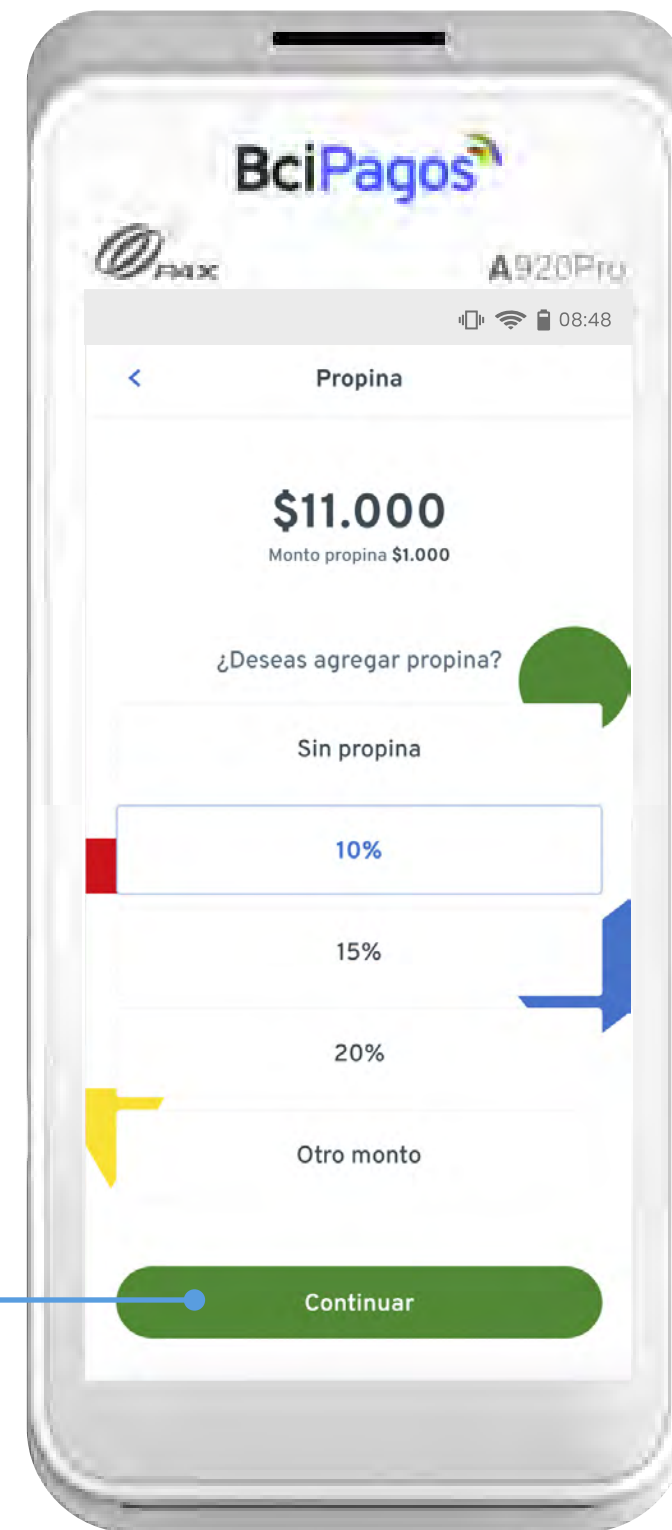 BciPagos
PAX
A920Pro
08:48
Propina
$11.000
Monto propina $1.000
¿Deseas agregar propina?
Sin propina
10%
15%
20%
Otro monto
Continuar